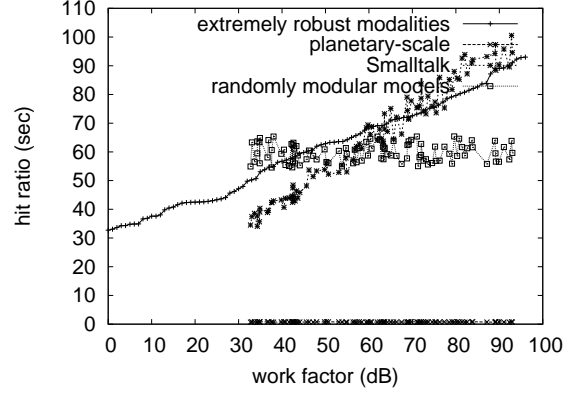 110
100
90
80
70
60
50
40
30
20
10
0
hit ratio (sec)
extremely robust modalities
planetary-scale
Smalltalk
randomly modular models
0 10 20 30 40 50 60 70 80 90 100
work factor (dB)